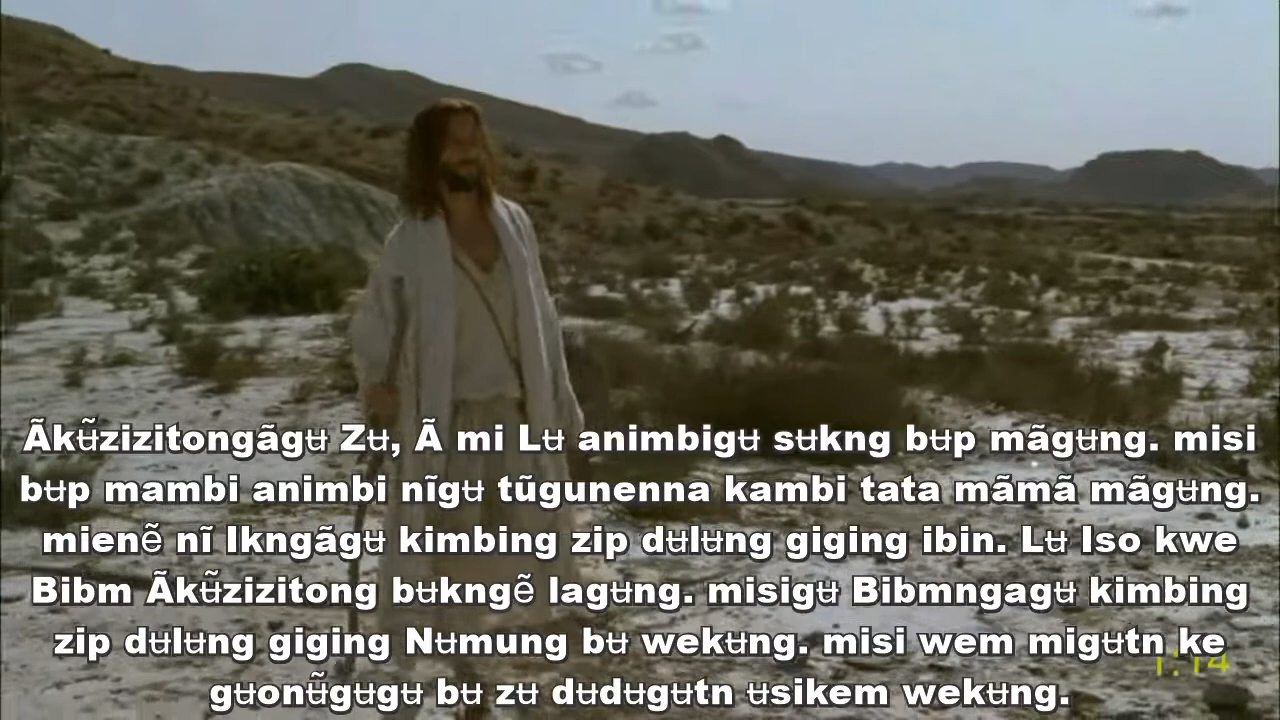 Ãkʉ̃zizitongãgʉ Zʉ, Ã mi Lʉ animbigʉ sʉkng bʉp mãgʉng. misi
bʉp mambi animbi nĩgʉ tũgunenna kambi tata mãmã mãgʉng.
mienẽ nĩ Ikngãgʉ kimbing zip dʉlʉng giging ibin. Lʉ Iso kwe
Bibm Ãkʉ̃zizitong bʉkngẽ lagʉng. misigʉ Bibmngagʉ kimbing
zip dʉlʉng giging Nʉmung bʉ wekʉng. misi wem migʉtn ke
1:14
gʉonʉ̃gʉgʉ bʉ zʉ dʉdʉgʉtn ʉsikem wekʉng.